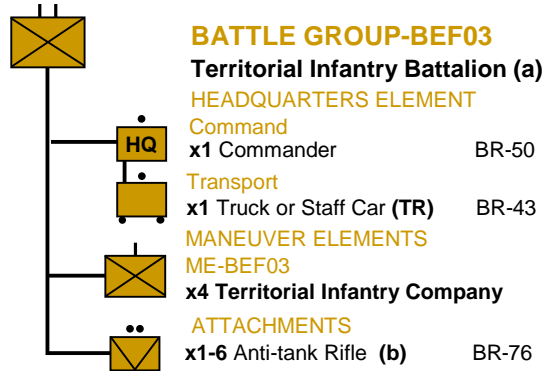 BATTLE GROUP-BEF03
Territorial Infantry Battalion (a)
HEADQUARTERS ELEMENT
Command
HQ
x1 Commander BR-50
Transport
x1 Truck or Staff Car (TR) BR-43
MANEUVER ELEMENTS
ME-BEF03
x4 Territorial Infantry Company
ATTACHMENTS
x1-6 Anti-tank Rifle (b) BR-76